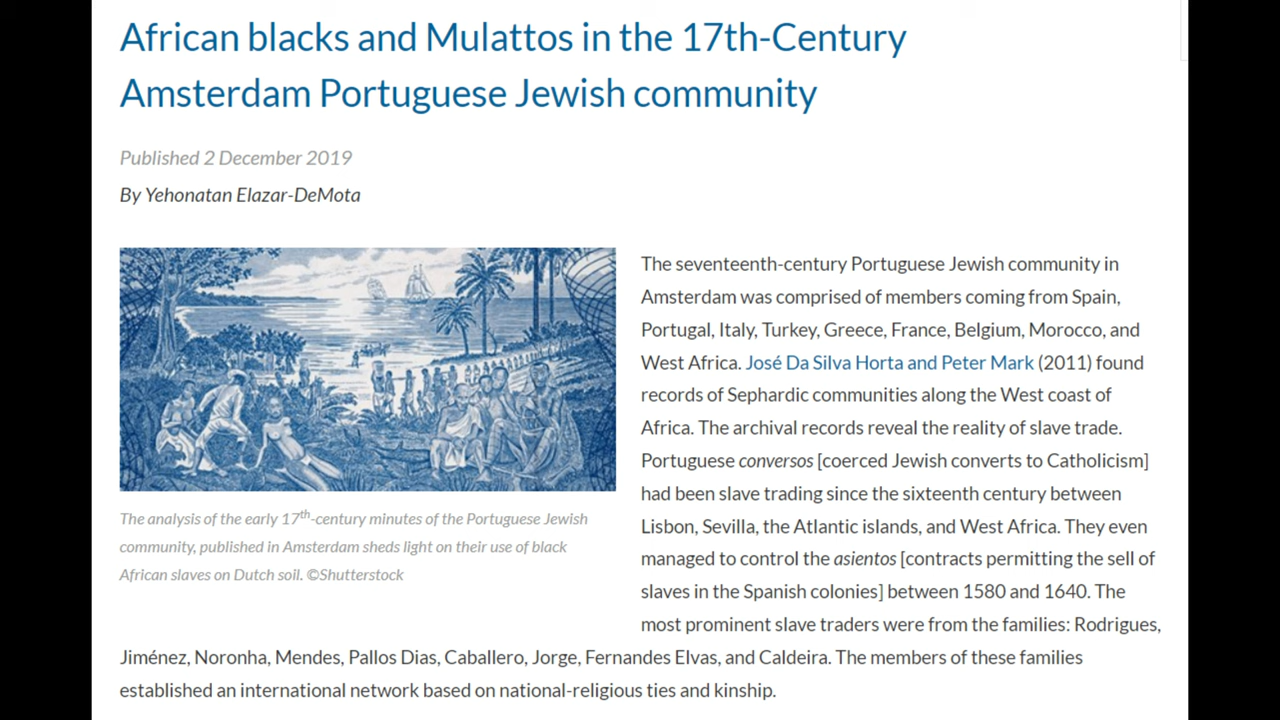 African blacks and Mulattos in the 17th-Century
Amsterdam Portuguese Jewish community
Published 2 December 2019
By Yehonatan Elazar-DeMota
The analysis of the early 17th-century minutes of the Portuguese Jewish
community, published in Amsterdam sheds light on their use of black
African slaves on Dutch soil. ©Shutterstock
The seventeenth-century Portuguese Jewish community in
Amsterdam was comprised of members coming from Spain,
Portugal, Italy, Turkey, Greece, France, Belgium, Morocco, and
West Africa. José Da Silva Horta and Peter Mark (2011) found
records of Sephardic communities along the West coast of
Africa. The archival records reveal the reality of slave trade.
Portuguese conversos [coerced Jewish converts to Catholicism]
had been slave trading since the sixteenth century between
Lisbon, Sevilla, the Atlantic islands, and West Africa. They even
managed to control the asientos [contracts permitting the sell of
slaves in the Spanish colonies] between 1580 and 1640. The
most prominent slave traders were from the families: Rodrigues,
Jiménez, Noronha, Mendes, Pallos Dias, Caballero, Jorge, Fernandes Elvas, and Caldeira. The members of these families
established an international network based on national-religious ties and kinship.